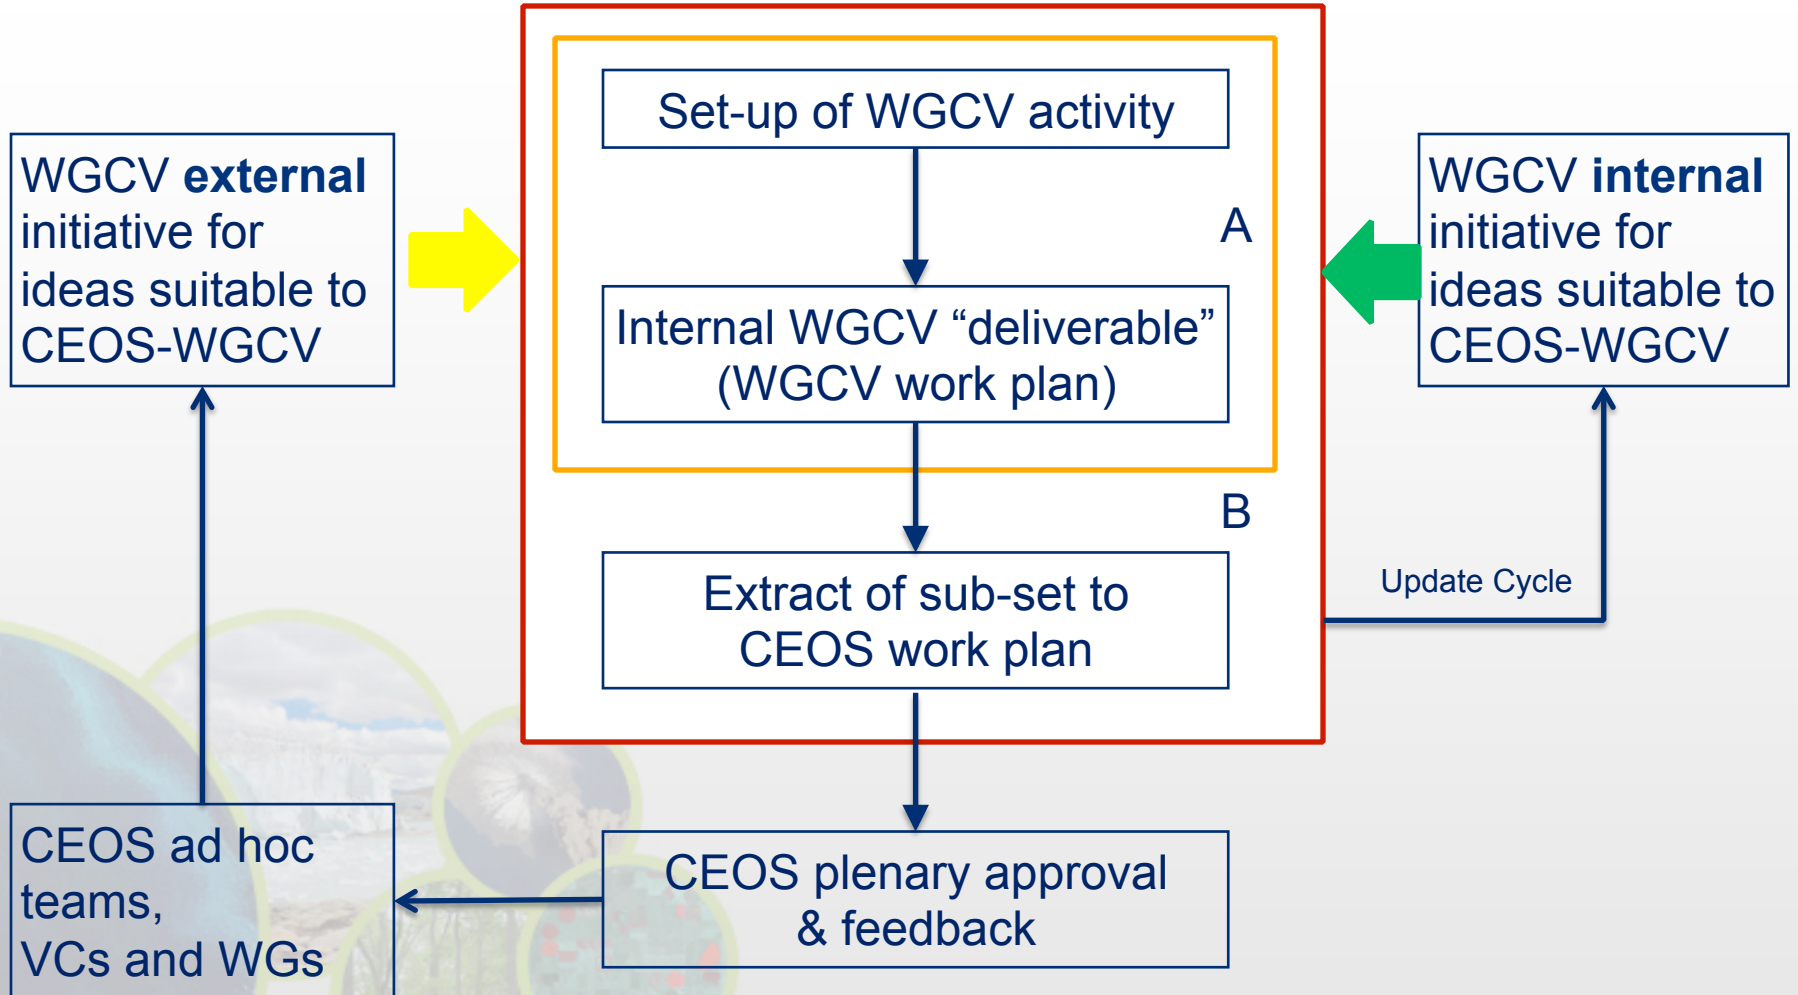 Set-up of WGCV activity
WGCV external
initiative for
ideas suitable to
CEOS-WGCV
A
WGCV internal
initiative for
ideas suitable to
CEOS-WGCV
Internal WGCV “deliverable”
(WGCV work plan)
B
Extract of sub-set to
CEOS work plan
Update Cycle
CEOS ad hoc
teams,
VCs and WGs
CEOS plenary approval
& feedback